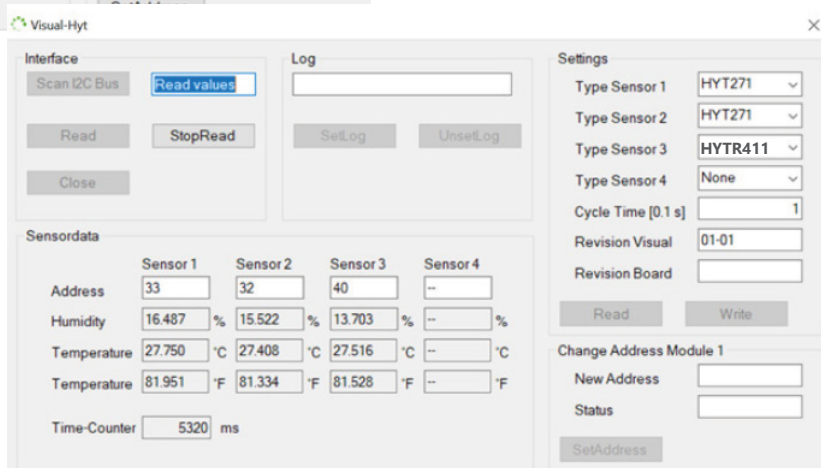 Visual-Hyt
Interface
Scan I2C Bus Read values
Read StopRead
Close
Log
SetLog UnsetLog
Settings
Type Sensor 1 HYT271
Type Sensor 2 HYT271
Type Sensor 3 HYTR411
Type Sensor 4 None
Cycle Time [0.1 s] 1
Revision Visual 01-01
Revision Board
Read Write
Sensordata
Sensor 1 Sensor 2 Sensor 3 Sensor 4
Address 33 32 40 --
Humidity 16.487 % 15.522 % 13.703 % -- %
Temperature 27.750 °C 27.408 °C 27.516 °C -- °C
Temperature 81.951 °F 81.334 °F 81.528 °F -- °F
Time-Counter 5320 ms
Change Address Module 1
New Address
Status
SetAddress